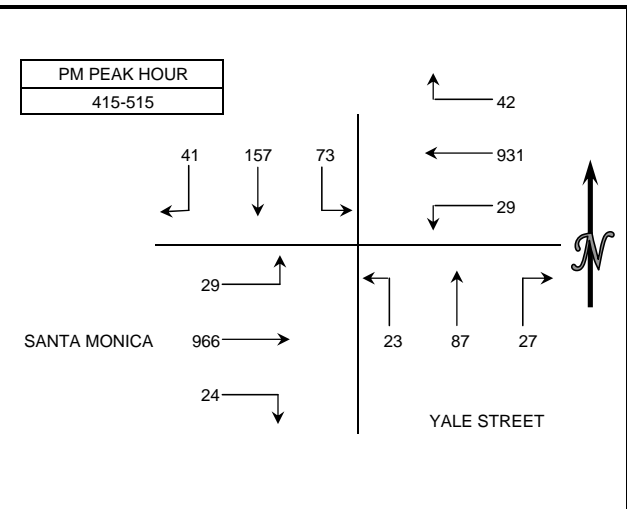 PM PEAK HOUR
415-515
42
41 157 73
931
29
29
N
SANTA MONICA 966
23 87 27
24
YALE STREET